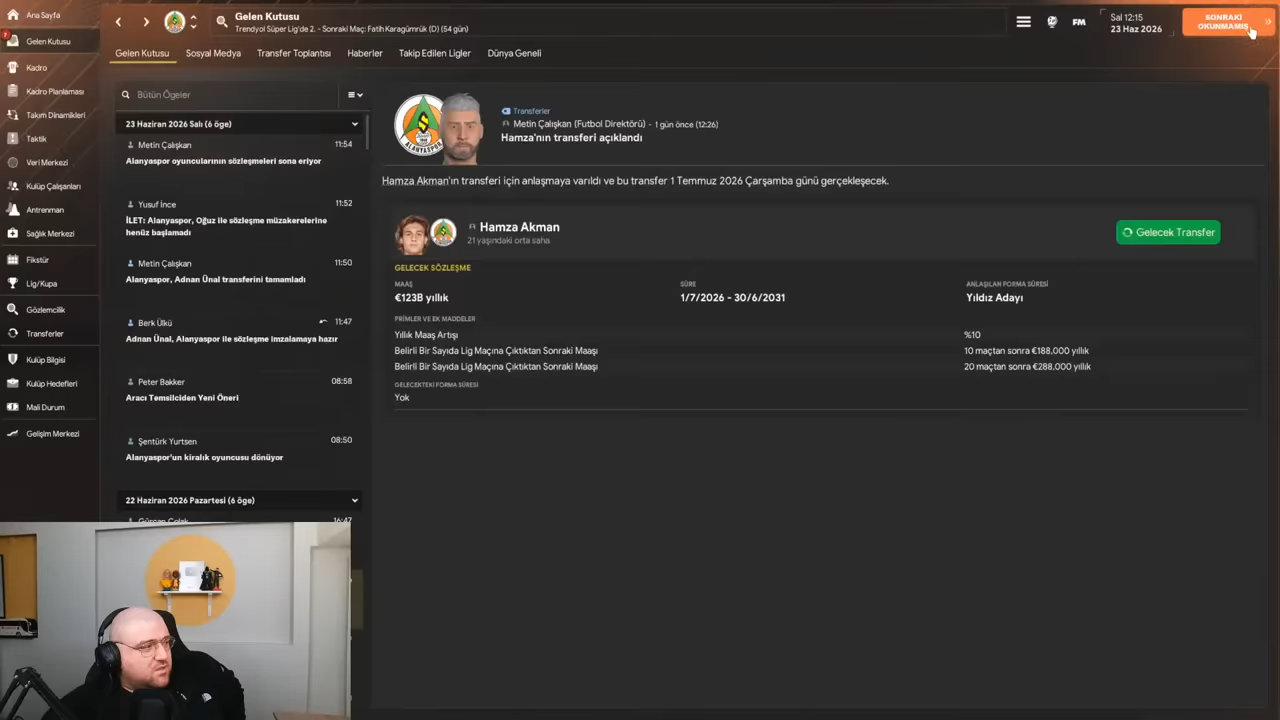 Ana Sayfa
Gelen Kutusu
Kadro
Kadro Planlaması
Takım Dinamikleri
Taktik
Veri Merkezi
Kulüp Çalışanları
Antrenman
Sağlık Merkezi
Fikstür
Lig/Kupa
Gözlemcilik
Transferler
Kulüp Bilgisi
Kulüp Hedefleri
Mali Durum
Gelişim Merkezi
Gelen Kutusu
Trendyol Süper Lig'de 2. - Sonraki Maç: Fatih Karagümrük (D) (54 gün)
FM
Sal 12:15
23 Haz 2026
SONRAKİ
OKUNMAMIŞ
Gelen Kutusu
Sosyal Medya
Transfer Toplantısı
Haberler
Takip Edilen Ligler
Dünya Geneli
Bütün Ögeler
23 Haziran 2026 Salı (6 öge)
Metin Çalışkan 11:54
Alanyaspor oyuncularının sözleşmeleri sona eriyor
Yusuf İnce 11:52
İLET: Alanyaspor, Oğuz ile sözleşme müzakerelerine
henüz başlamadı
Metin Çalışkan 11:50
Alanyaspor, Adnan Ünal transferini tamamladı
Berk Ülkü 11:47
Adnan Ünal, Alanyaspor ile sözleşme imzalamaya hazır
Peter Bakker 08:58
Aracı Temsilciden Yeni Öneri
Şentürk Yurtsen 08:50
Alanyaspor'un kiralık oyuncusu dönüyor
22 Haziran 2026 Pazartesi (6 öge)
Gürcan Çolak 16:47
ALANYASPOR
Transferler
Metin Çalışkan (Futbol Direktörü) - 1 gün önce (12:26)
Hamza'nın transferi açıklandı
Hamza Akman'ın transferi için anlaşmaya varıldı ve bu transfer 1 Temmuz 2026 Çarşamba günü gerçekleşecek.
Hamza Akman
21 yaşındaki orta saha
Gelecek Transfer
GELECEK SÖZLEŞME
MAAŞ
€123B yıllık
SÜRE
1/7/2026 - 30/6/2031
ANLAŞILAN FORMA SÜRESİ
Yıldız Adayı
PRİMLER VE EK MADDELER
Yıllık Maaş Artışı %10
Belirli Bir Sayıda Lig Maçına Çıktıktan Sonraki Maaşı 10 maçtan sonra €188,000 yıllık
Belirli Bir Sayıda Lig Maçına Çıktıktan Sonraki Maaşı 20 maçtan sonra €288,000 yıllık
GELECEKTEKİ FORMA SÜRESİ
Yok